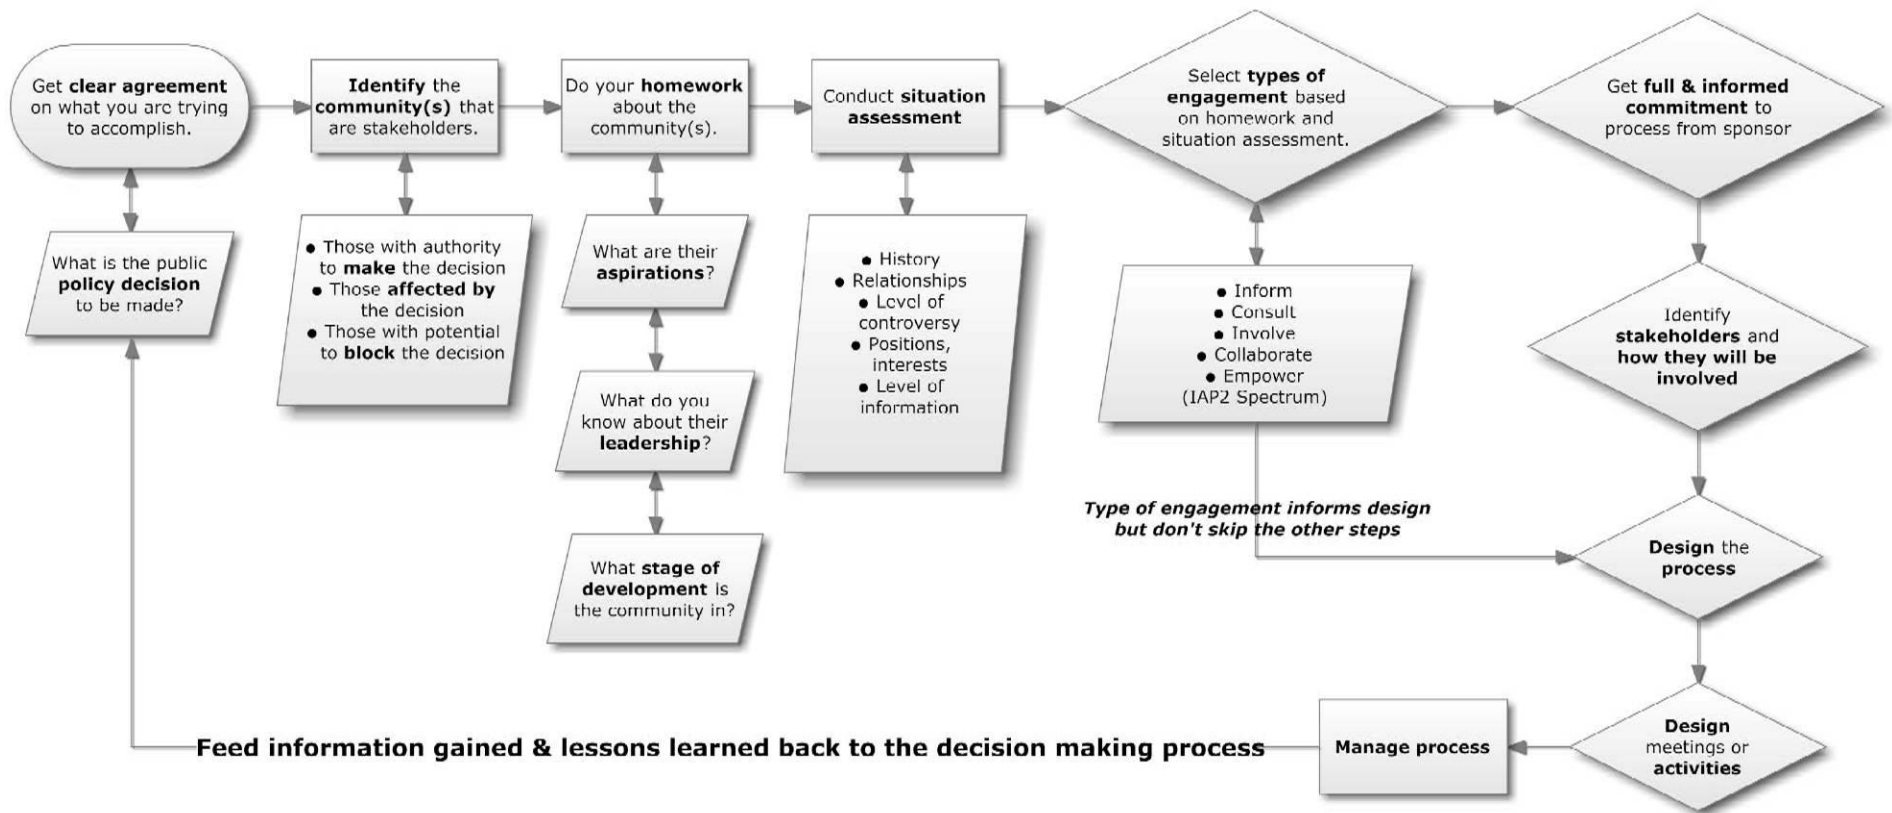 Get clear agreement
on what you are trying
to accomplish.
Identify the
community(s) that
are stakeholders.
Do your homework
about the
community(s).
Conduct situation
assessment
Select types of
engagement based
on homework and
situation assessment.
Get full & informed
commitment to
process from sponsor
What is the public
policy decision
to be made?
● Those with authority
to make the decision
● Those affected by
the decision
● Those with potential
to block the decision
What are their
aspirations?
What do you
know about their
leadership?
What stage of
development is
the community in?
● History
● Relationships
● Level of
controversy
● Positions,
interests
● Level of
information
● Inform
● Consult
● Involve
● Collaborate
● Empower
(IAP2 Spectrum)
Identify
stakeholders and
how they will be
involved
Type of engagement informs design
but don't skip the other steps
Design the
process
Design
meetings or
activities
Manage process
Feed information gained & lessons learned back to the decision making process